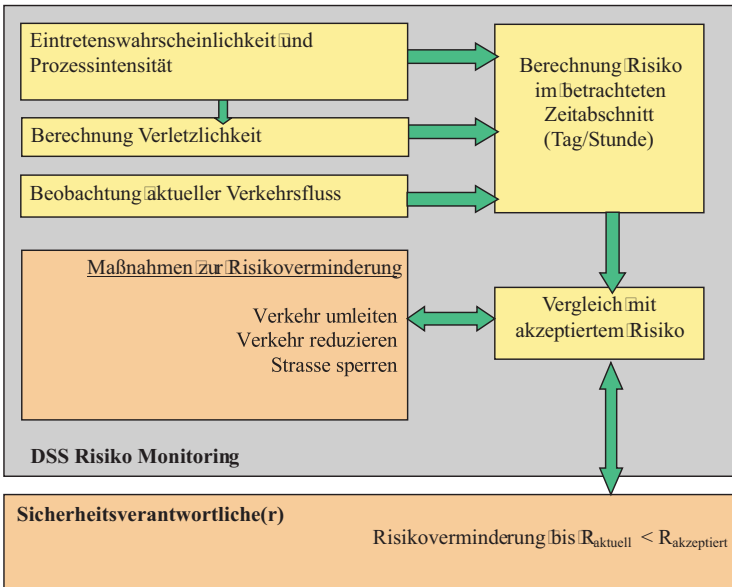 Eintretenswahrscheinlichkeit und
Prozessintensität
Berechnung Verletzlichkeit
Beobachtung aktueller Verkehrsfluss
Berechnung Risiko
im betrachteten
Zeitabschnitt
(Tag/Stunde)
Maßnahmen zur Risikoverminderung
Verkehr umleiten
Verkehr reduzieren
Strasse sperren
Vergleich mit
akzeptiertem Risiko
DSS Risiko Monitoring
Sicherheitsverantwortliche(r)
Risikoverminderung bis Raktuell < Rakzeptiert